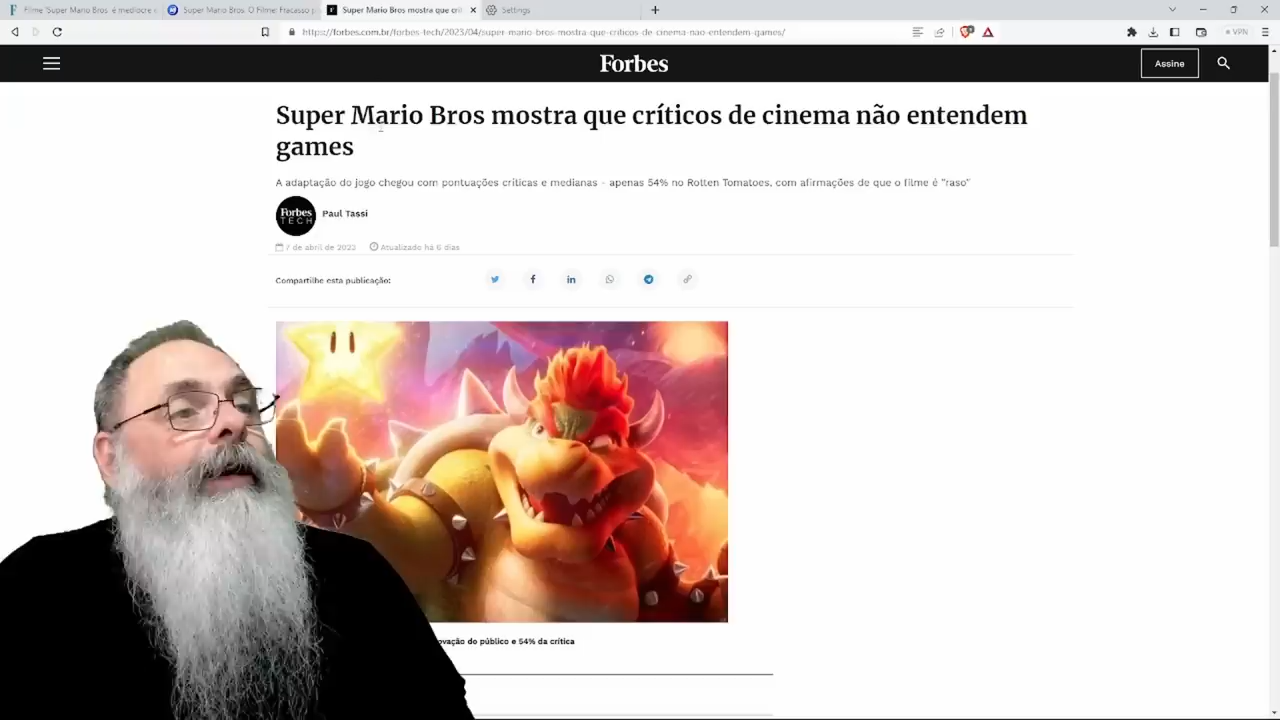 Filme 'Super Mario Bros.' é medíocre e
Super Mario Bros. O Filme: Fracasso p
Super Mario Bros mostra que crít
Settings
https://forbes.com.br/forbes-tech/2023/04/super-mario-bros-mostra-que-criticos-de-cinema-nao-entendem-games/
VPN
Forbes
Assine
Super Mario Bros mostra que críticos de cinema não entendem
games
A adaptação do jogo chegou com pontuações críticas e medianas - apenas 54% no Rotten Tomatoes, com afirmações de que o filme é "raso"
Forbes
TECH
Paul Tassi
7 de abril de 2023
Atualizado há 6 dias
Compartilhe esta publicação:
ovação do público e 54% da crítica